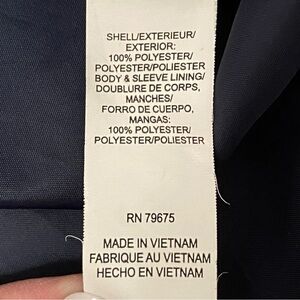 SHELL/EXTERIEUR/
EXTERIOR:
100% POLYESTER/
POLYESTER/POLIESTER
BODY & SLEEVE LINING/
DOUBLURE DE CORPS,
MANCHES/
FORRO DE CUERPO,
MANGAS:
100% POLYESTER/
POLYESTER/POLIESTER
RN 79675
MADE IN VIETNAM
FABRIQUE AU VIETNAM
HECHO EN VIETNAM